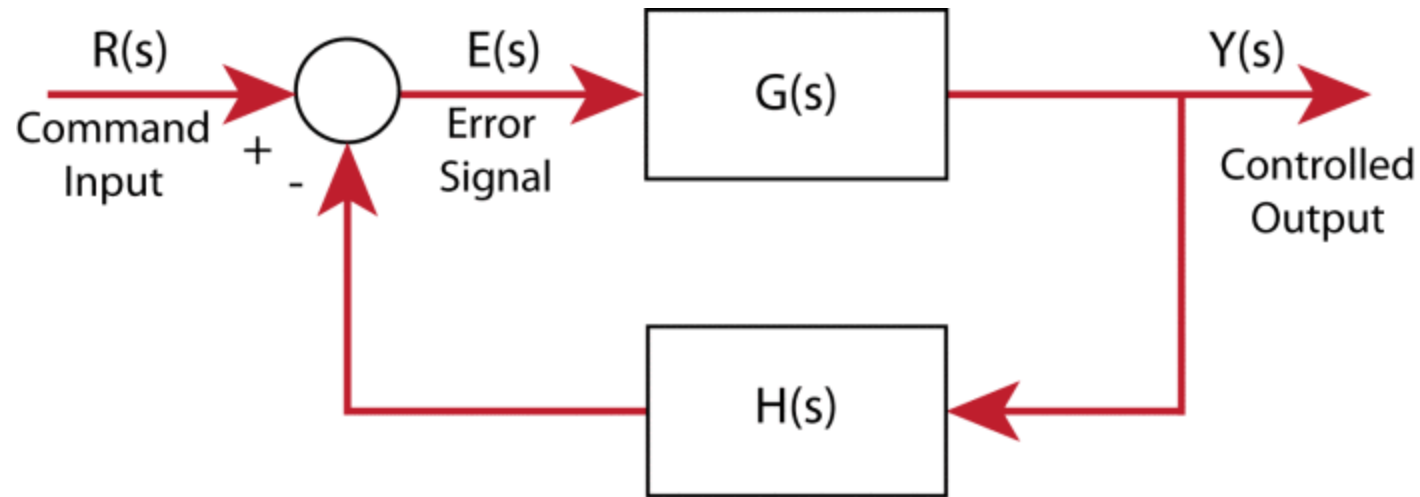 R(s)
Command
Input
+
-
E(s)
Error
Signal
G(s)
Y(s)
Controlled
Output
H(s)